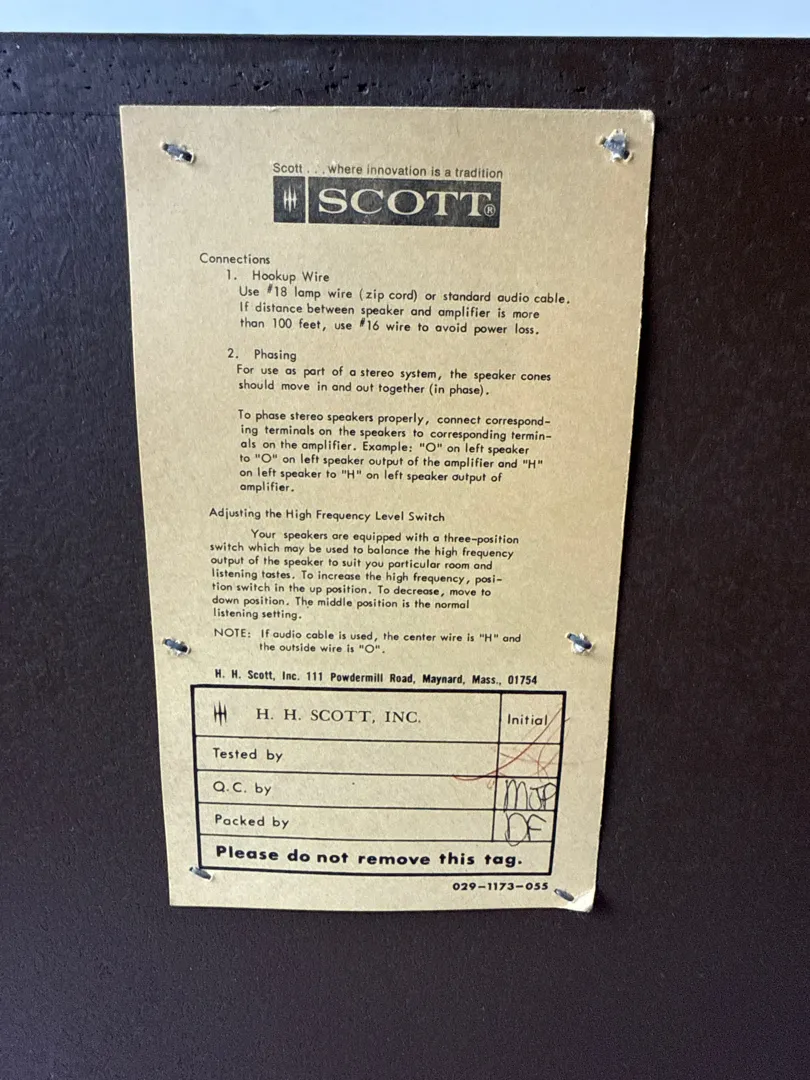 Scott . . . where innovation is a tradition
SCOTT®
Connections
1. Hookup Wire
Use #18 lamp wire (zip cord) or standard audio cable.
If distance between speaker and amplifier is more
than 100 feet, use #16 wire to avoid power loss.
2. Phasing
For use as part of a stereo system, the speaker cones
should move in and out together (in phase).
To phase stereo speakers properly, connect correspond-
ing terminals on the speakers to corresponding termin-
als on the amplifier. Example: "O" on left speaker
to "O" on left speaker output of the amplifier and "H"
on left speaker to "H" on left speaker output of
amplifier.
Adjusting the High Frequency Level Switch
Your speakers are equipped with a three-position
switch which may be used to balance the high frequency
output of the speaker to suit you particular room and
listening tastes. To increase the high frequency, posi-
tion switch in the up position. To decrease, move to
down position. The middle position is the normal
listening setting.
NOTE: If audio cable is used, the center wire is "H" and
the outside wire is "O".
H. H. Scott, Inc. 111 Powdermill Road, Maynard, Mass., 01754
H. H. SCOTT, INC. Initial
Tested by
Q.C. by MJP
Packed by DF
Please do not remove this tag.
029-1173-055